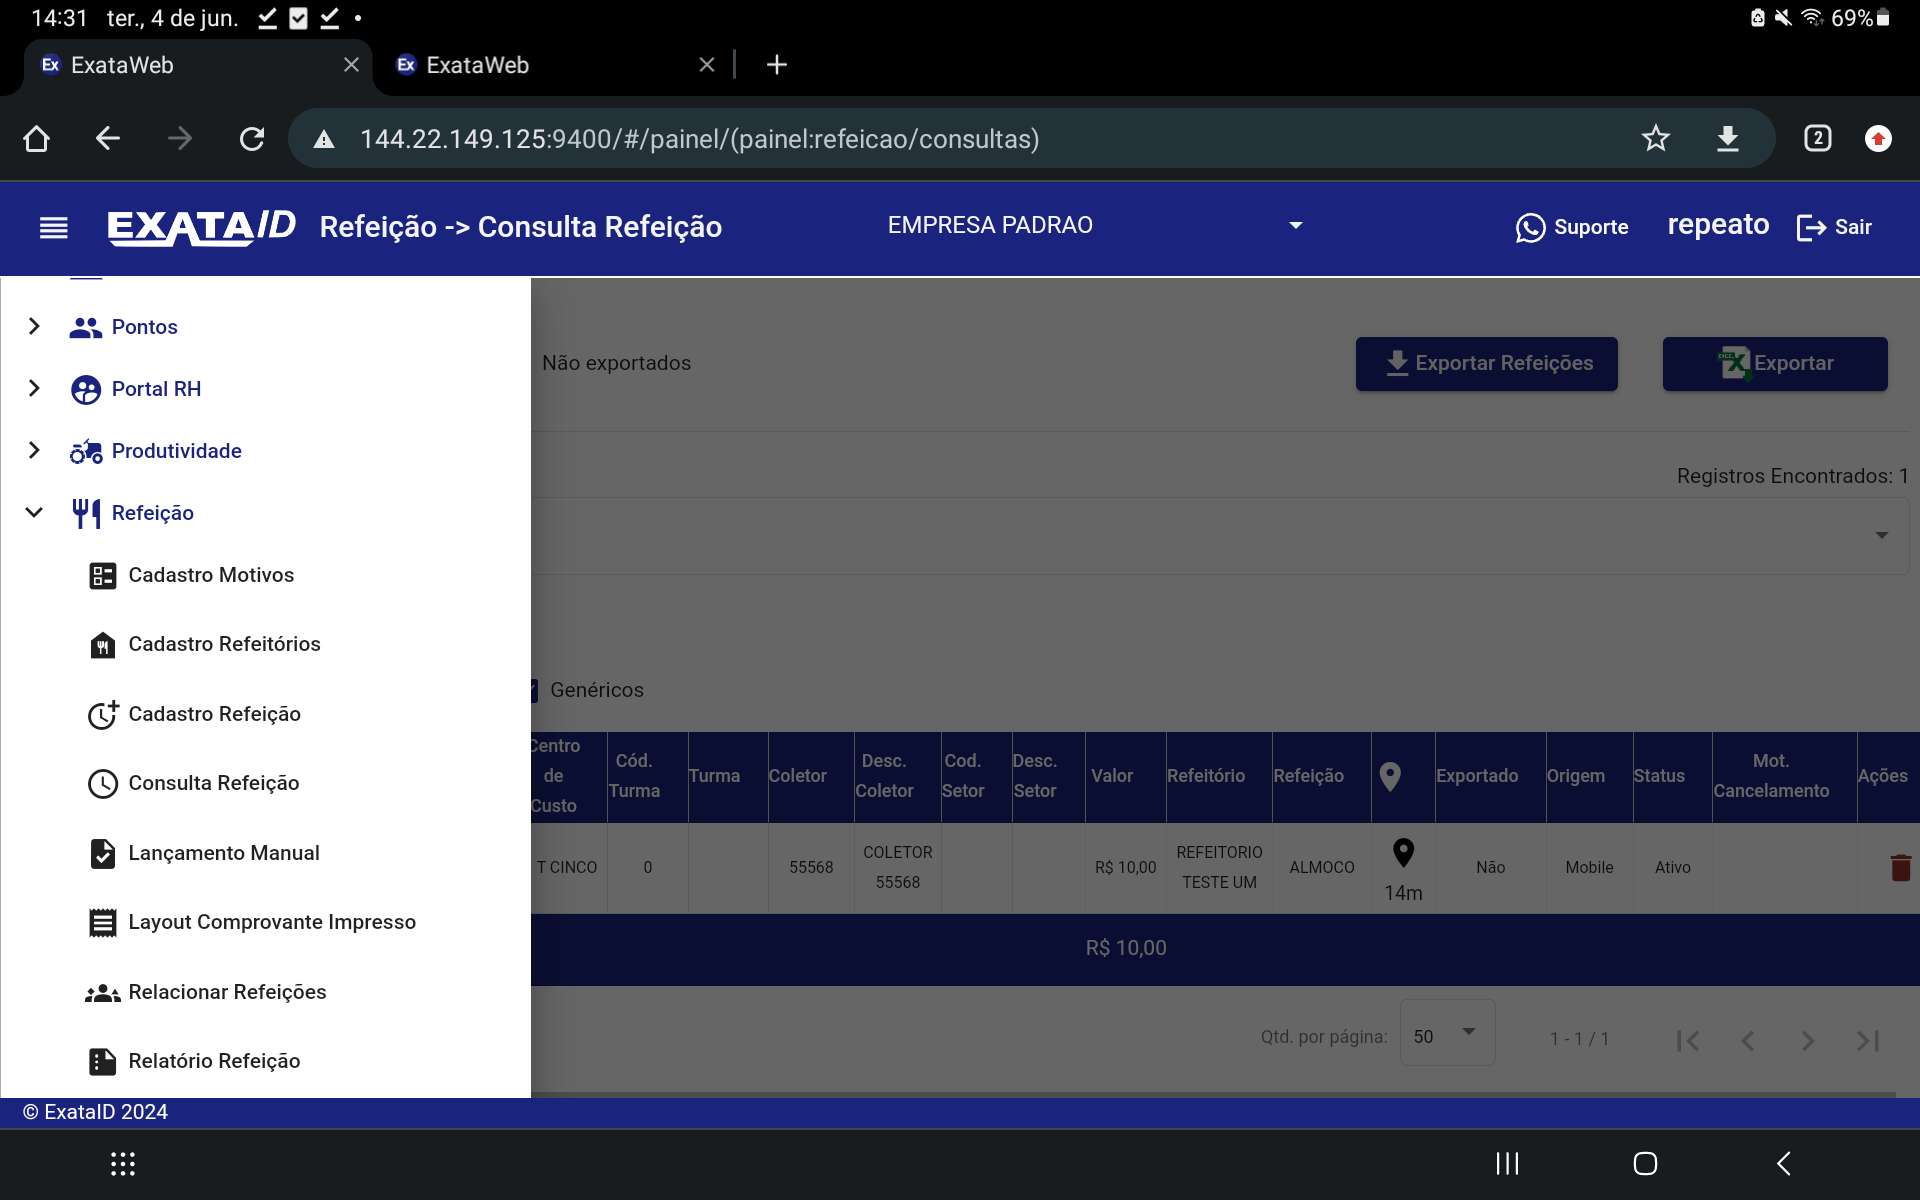 14:31 ter., 4 de jun.
69%
Ex ExataWeb
Ex ExataWeb
144.22.149.125:9400/#/painel/(painel:refeicao/consultas)
2
EXATA/D Refeição -> Consulta Refeição
EMPRESA PADRAO
Suporte
repeato
Sair
Pontos
Portal RH
Produtividade
Refeição
Cadastro Motivos
Cadastro Refeitórios
Cadastro Refeição
Consulta Refeição
Lançamento Manual
Layout Comprovante Impresso
Relacionar Refeições
Relatório Refeição
Não exportados
Exportar Refeições
Exportar
Registros Encontrados: 1
Genéricos
Centro de Custo
Cód. Turma
Turma
Coletor
Desc. Coletor
Cod. Setor
Desc. Setor
Valor
Refeitório
Refeição
Exportado
Origem
Status
Mot. Cancelamento
Ações
T CINCO
0
55568
COLETOR 55568
R$ 10,00
REFEITORIO TESTE UM
ALMOCO
14m
Não
Mobile
Ativo
R$ 10,00
Qtd. por página:
50
1 - 1 / 1
© ExataID 2024